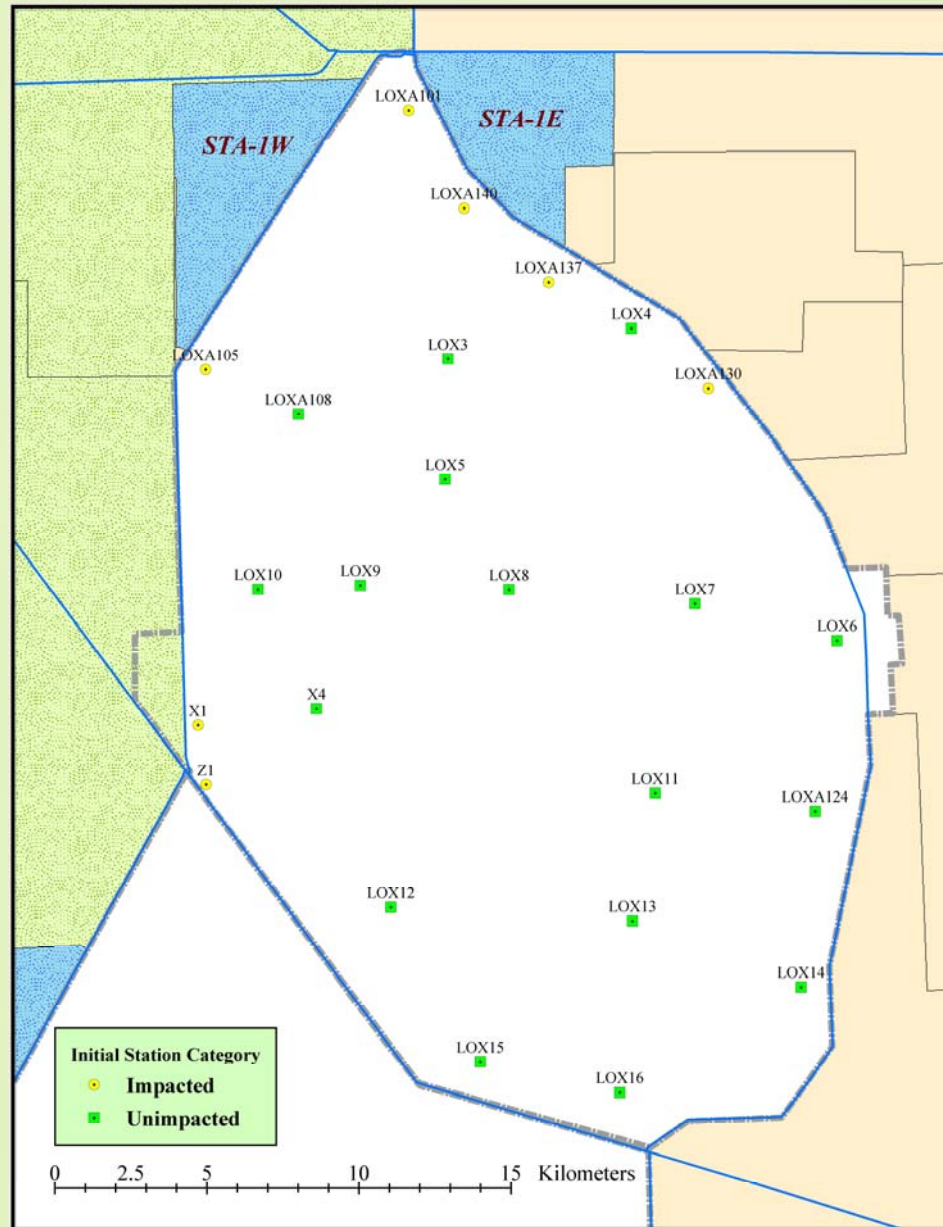 LOXA101
STA-1E
STA-1W
LOXA140
LOXA137
LOX4
LOX3
LOXA105
LOXA130
LOXA108
LOX5
LOX10
LOX9
LOX8
LOX7
LOX6
X4
X1
Z1
LOX11
LOXA124
LOX12
LOX13
LOX14
LOX15
LOX16
Initial Station Category
Impacted
Unimpacted
0 2.5 5 10 15 Kilometers